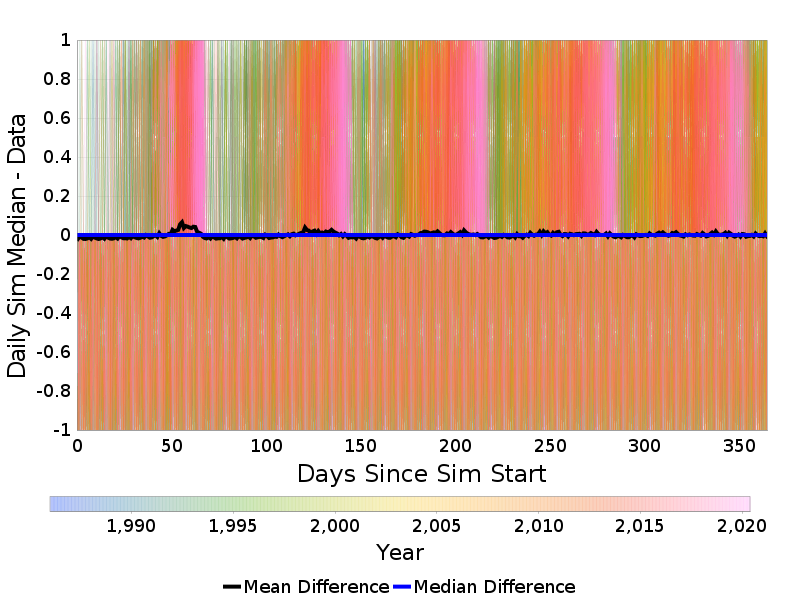 Daily Sim Median - Data
1
0.8
0.6
0.4
0.2
0
-0.2
-0.4
-0.6
-0.8
-1
0 50 100 150 200 250 300 350
Days Since Sim Start
1,990 1,995 2,000 2,005 2,010 2,015 2,020
Year
Mean Difference Median Difference